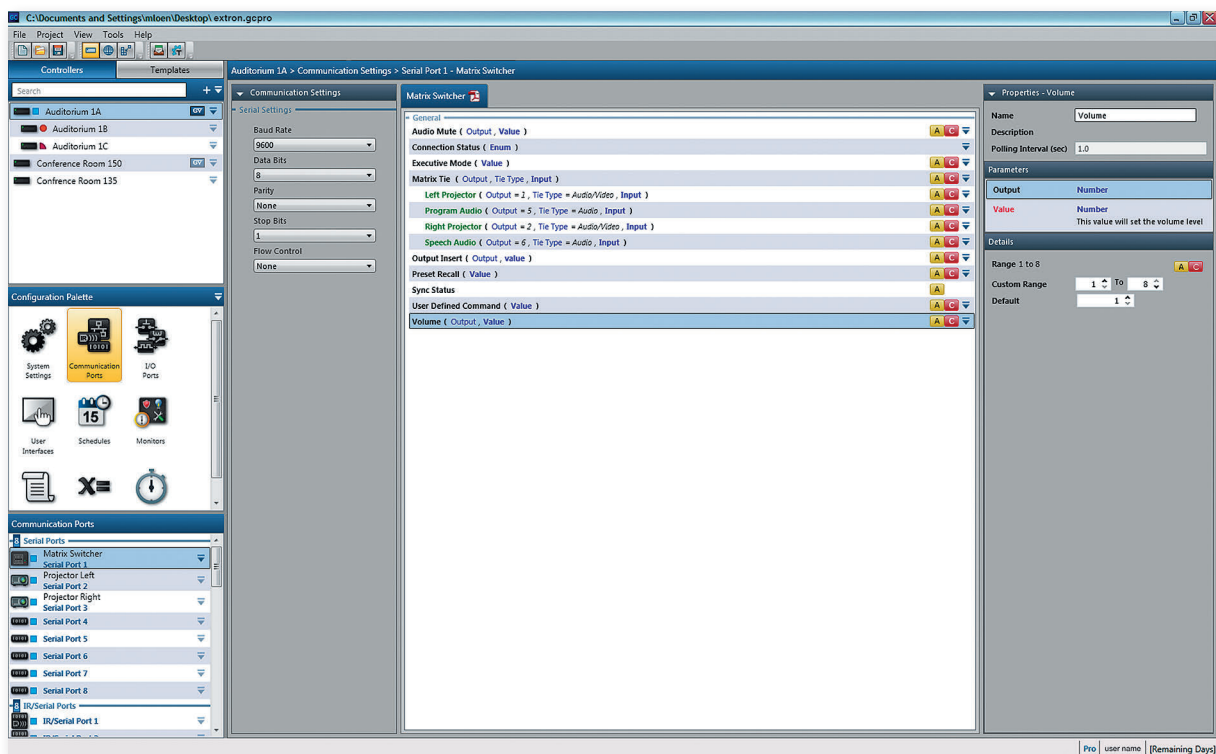 C:\Documents and Settings\mloen\Desktop\ extron.gcpro
File Project View Tools Help
Controllers Templates
Search
Auditorium 1A GV
Auditorium 1B
Auditorium 1C
Conference Room 150 GV
Confrence Room 135
Configuration Palette
System Settings
Communication Ports
I/O Ports
User Interfaces
15
Schedules
Monitors
X=
Communication Ports
8 Serial Ports
Matrix Switcher
Serial Port 1
Projector Left
Serial Port 2
Projector Right
Serial Port 3
Serial Port 4
Serial Port 5
Serial Port 6
Serial Port 7
Serial Port 8
8 IR/Serial Ports
IR/Serial Port 1
Auditorium 1A > Communication Settings > Serial Port 1 - Matrix Switcher
Communication Settings
Serial Settings
Baud Rate
9600
Data Bits
8
Parity
None
Stop Bits
1
Flow Control
None
Matrix Switcher
General
Audio Mute ( Output , Value ) A C
Connection Status ( Enum )
Executive Mode ( Value ) A C
Matrix Tie ( Output , Tie Type , Input ) A C
Left Projector ( Output = 1 , Tie Type = Audio/Video , Input ) A C
Program Audio ( Output = 5 , Tie Type = Audio , Input ) A C
Right Projector ( Output = 2 , Tie Type = Audio/Video , Input ) A C
Speech Audio ( Output = 6 , Tie Type = Audio , Input ) A C
Output Insert ( Output , value ) A C
Preset Recall ( Value ) A C
Sync Status A
User Defined Command ( Value ) A C
Volume ( Output , Value ) A C
Properties - Volume
Name Volume
Description
Polling Interval (sec) 1.0
Parameters
Output Number
Value Number
This value will set the volume level
Details
Range 1 to 8 A C
Custom Range 1 To 8
Default 1
Pro user name [Remaining Days]